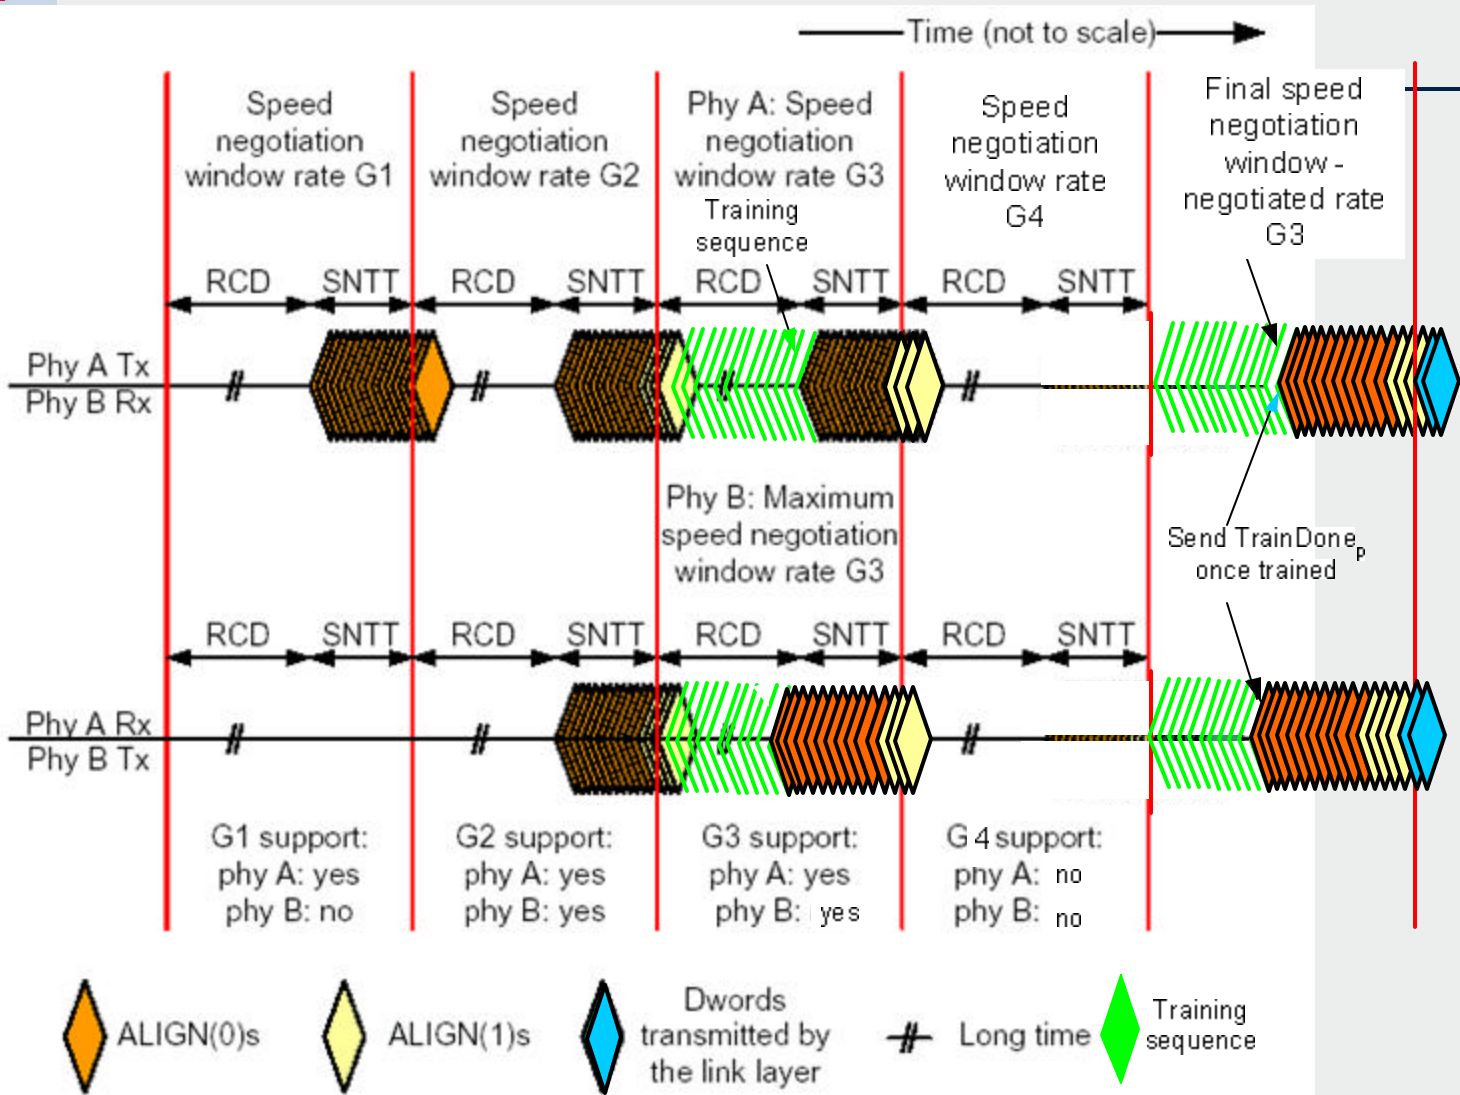 Time (not to scale)
Speed
negotiation
window rate G1
Speed
negotiation
window rate G2
Phy A: Speed
negotiation
window rate G3
Training
sequence
Speed
negotiation
window rate
G4
Final speed
negotiation
window -
negotiated rate
G3
RCD SNTT RCD SNTT RCD SNTT RCD SNTT
Phy A Tx
Phy B Rx
Phy B: Maximum
speed negotiation
window rate G3
Send TrainDonep
once trained
RCD SNTT RCD SNTT RCD SNTT RCD SNTT
Phy A Rx
Phy B Tx
G1 support:
phy A: yes
phy B: no
G2 support:
phy A: yes
phy B: yes
G3 support:
phy A: yes
phy B: yes
G4 support:
phy A: no
phy B: no
ALIGN(0)s
ALIGN(1)s
Dwords
transmitted by
the link layer
Long time
Training
sequence